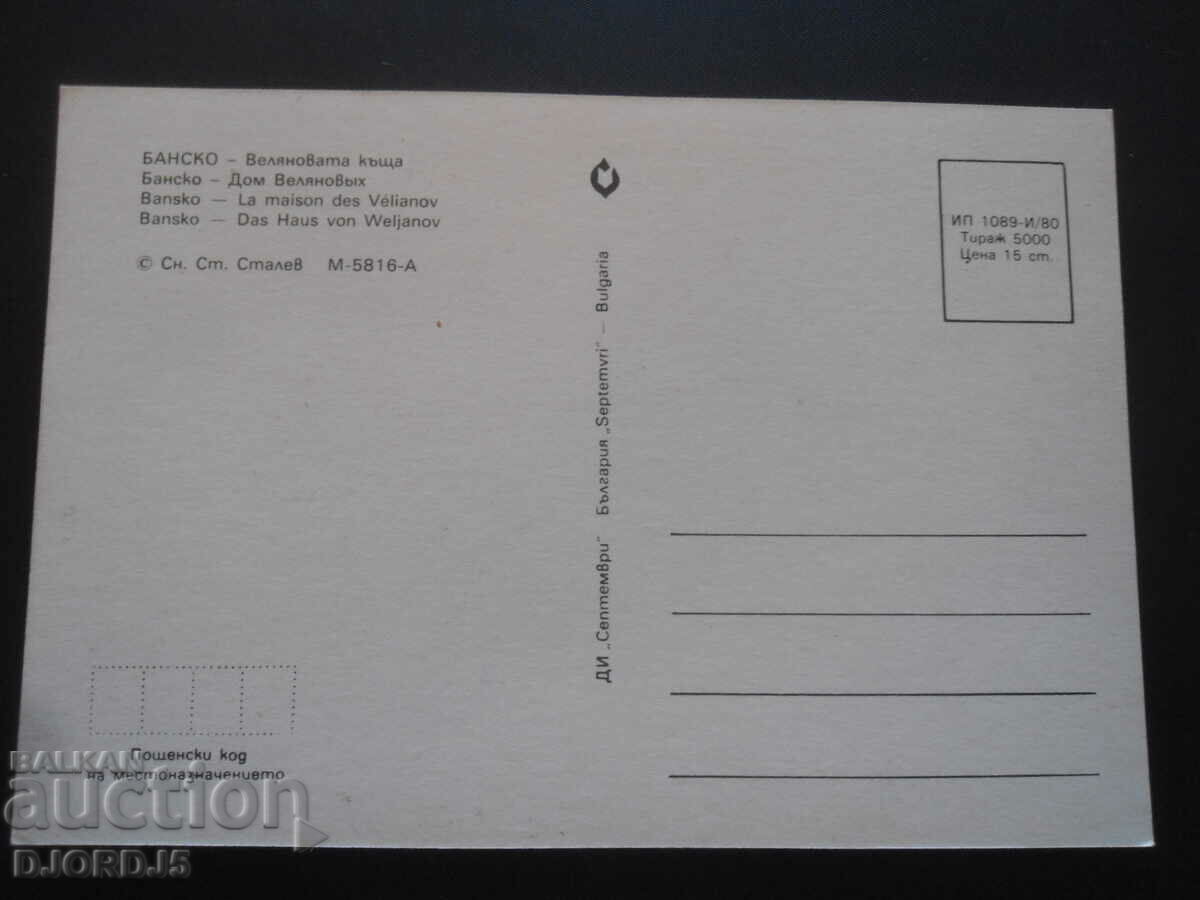 БАНСКО – Веляновата къща
Банско – Дом Веляновых
Bansko — La maison des Vélianov
Bansko — Das Haus von Weljanov
© Сн. Ст. Сталев М-5816-А
ДИ „Септември" България „Septemvri" — Bulgaria
ИП 1089-И/80
Тираж 5000
Цена 15 ст.
Пощенски код
на местоназначението
BALKAN
auction
DJORDJ5